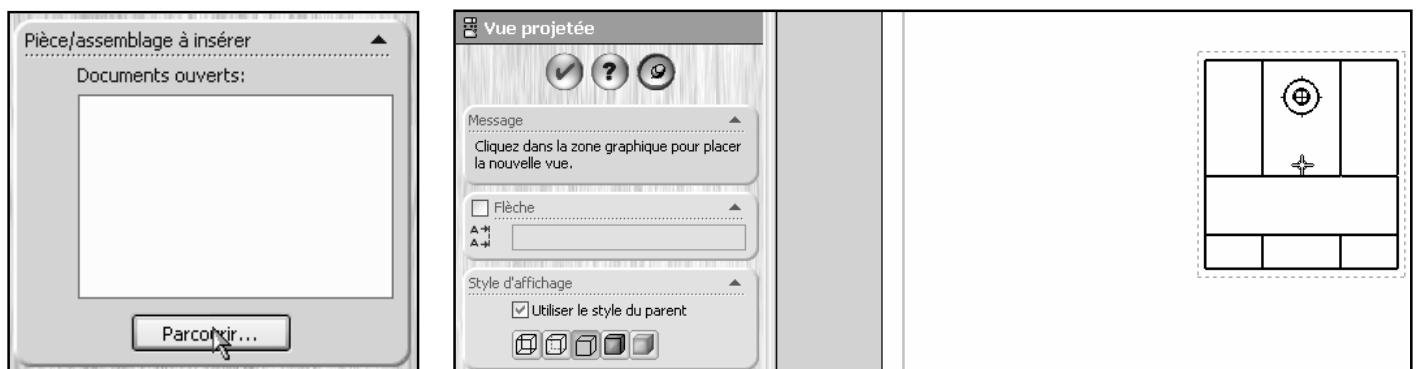 Pièce/assemblage à insérer
Documents ouverts:
Parcourir...
Vue projetée
?
Message
Cliquez dans la zone graphique pour placer
la nouvelle vue.
Flèche
A
A
Style d'affichage
Utiliser le style du parent